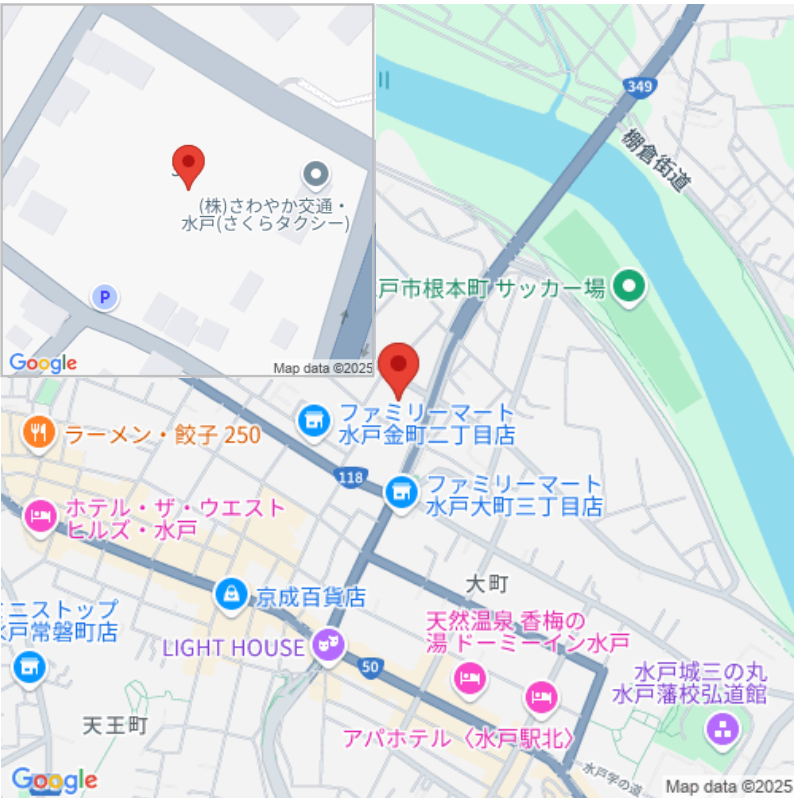 (株)さわやか交通・
水戸(さくらタクシー)
P
Google
Map data ©2025
349
棚倉街道
戸市根本町 サッカー場
ファミリーマート
水戸金町二丁目店
ラーメン・餃子 250
118
ファミリーマート
水戸大町三丁目店
ホテル・ザ・ウエスト
ヒルズ・水戸
京成百貨店
大町
ニストップ
水戸常磐町店
天然温泉 香梅の
湯 ドーミーイン水戸
LIGHT HOUSE
50
水戸城三の丸
水戸藩校弘道館
天王町
アパホテル〈水戸駅北〉
水戸学の道
Google
Map data ©2025